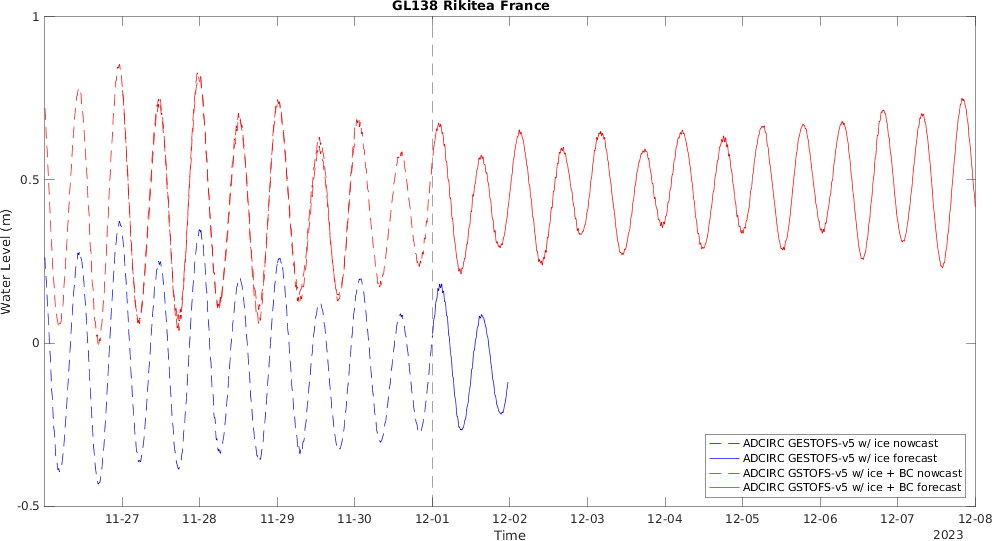 GL138 Rikitea France
1
0.5
0
-0.5
Water Level (m)
11-27 11-28 11-29 11-30 12-01 12-02 12-03 12-04 12-05 12-06 12-07 12-08
Time
2023
ADCIRC GESTOFS-v5 w/ ice nowcast
ADCIRC GESTOFS-v5 w/ ice forecast
ADCIRC GSTOFS-v5 w/ ice + BC nowcast
ADCIRC GSTOFS-v5 w/ ice + BC forecast